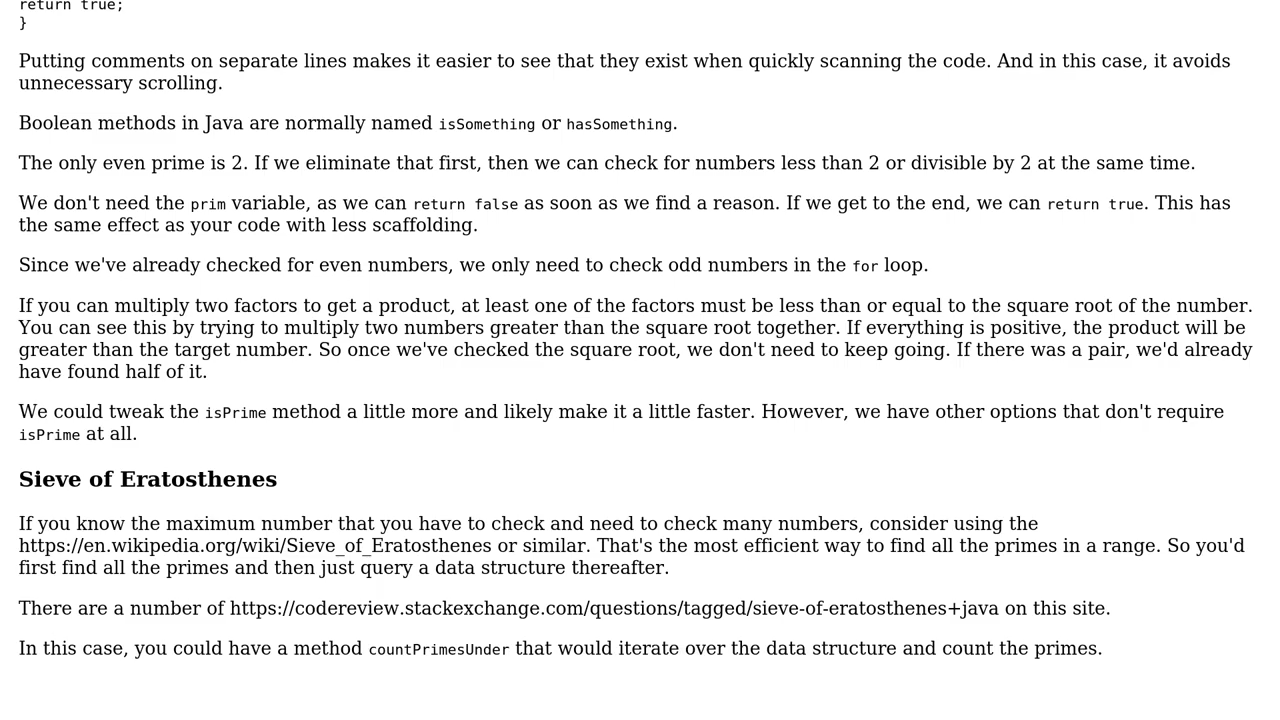 return true;
}
Putting comments on separate lines makes it easier to see that they exist when quickly scanning the code. And in this case, it avoids
unnecessary scrolling.
Boolean methods in Java are normally named isSomething or hasSomething.
The only even prime is 2. If we eliminate that first, then we can check for numbers less than 2 or divisible by 2 at the same time.
We don't need the prim variable, as we can return false as soon as we find a reason. If we get to the end, we can return true. This has
the same effect as your code with less scaffolding.
Since we've already checked for even numbers, we only need to check odd numbers in the for loop.
If you can multiply two factors to get a product, at least one of the factors must be less than or equal to the square root of the number.
You can see this by trying to multiply two numbers greater than the square root together. If everything is positive, the product will be
greater than the target number. So once we've checked the square root, we don't need to keep going. If there was a pair, we'd already
have found half of it.
We could tweak the isPrime method a little more and likely make it a little faster. However, we have other options that don't require
isPrime at all.
Sieve of Eratosthenes
If you know the maximum number that you have to check and need to check many numbers, consider using the
https://en.wikipedia.org/wiki/Sieve_of_Eratosthenes or similar. That's the most efficient way to find all the primes in a range. So you'd
first find all the primes and then just query a data structure thereafter.
There are a number of https://codereview.stackexchange.com/questions/tagged/sieve-of-eratosthenes+java on this site.
In this case, you could have a method countPrimesUnder that would iterate over the data structure and count the primes.